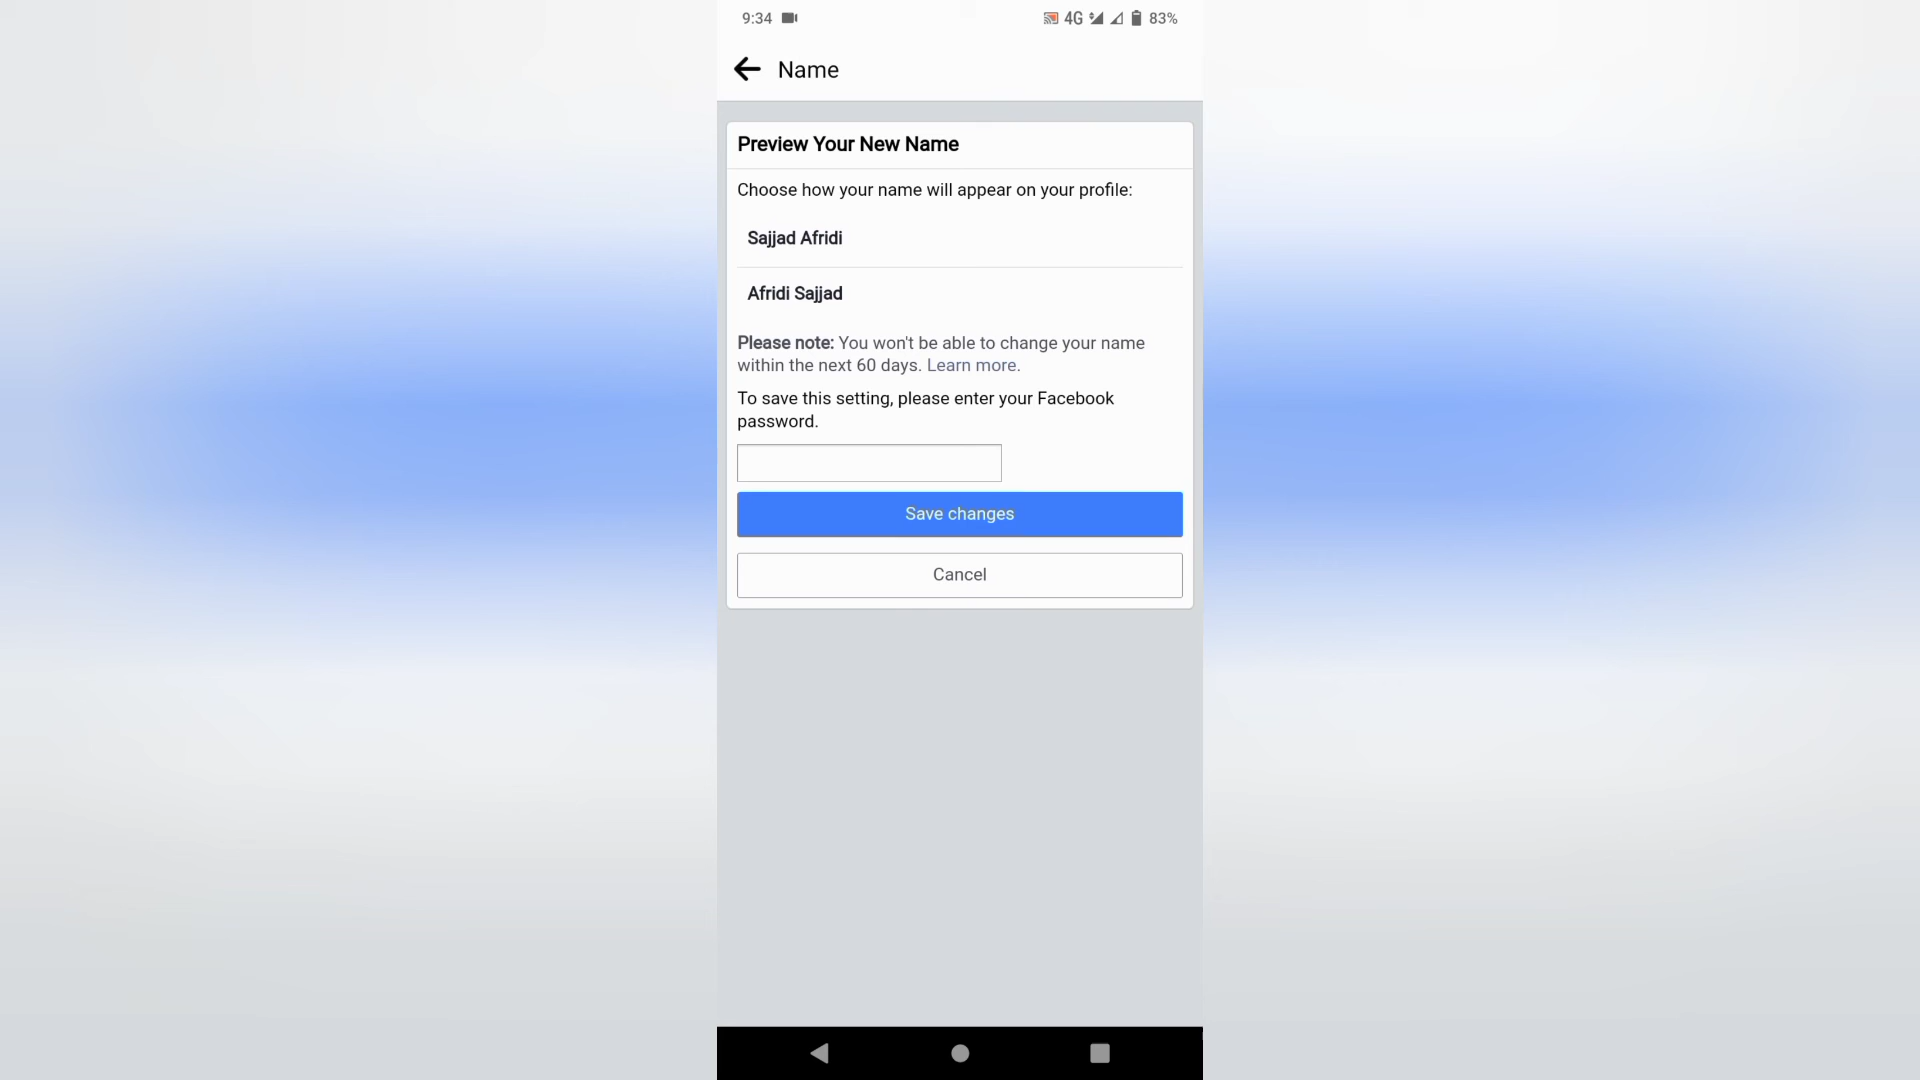 9:34
4G 83%
Name
Preview Your New Name
Choose how your name will appear on your profile:
Sajjad Afridi
Afridi Sajjad
Please note: You won't be able to change your name
within the next 60 days. Learn more.
To save this setting, please enter your Facebook
password.
Save changes
Cancel